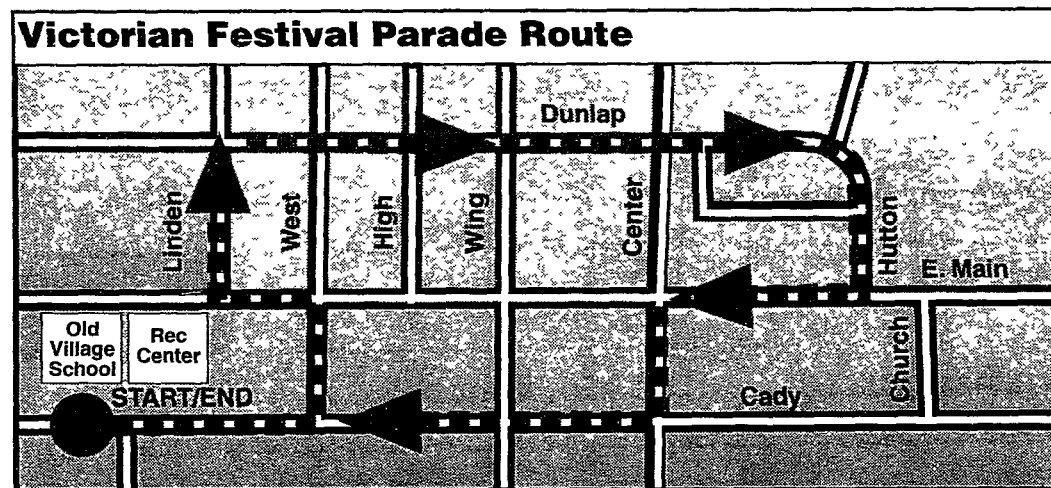 Victorian Festival Parade Route
Dunlap
Linden
West
High
Wing
Center
Hutton
E. Main
Old
Village
School
Rec
Center
START/END
Cady
Church